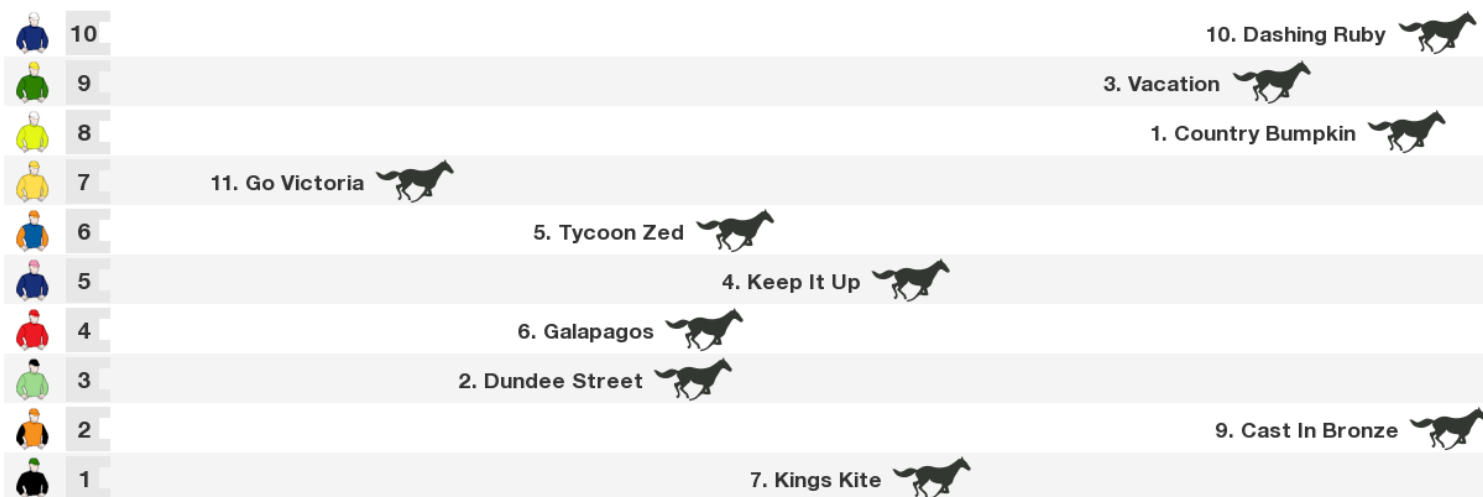 10 10. Dashing Ruby
9 3. Vacation
8 1. Country Bumpkin
7 11. Go Victoria
6 5. Tycoon Zed
5 4. Keep It Up
4 6. Galapagos
3 2. Dundee Street
2 9. Cast In Bronze
1 7. Kings Kite